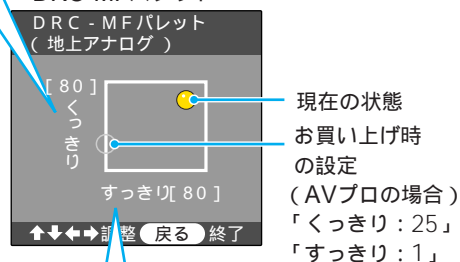 DRC-MFパレット
(地上アナログ)
[80]
くっきり
すっきり[80]
調整 戻る 終了
現在の状態
お買い上げ時
の設定
(AVプロの場合)
「くっきり:25」
「すっきり:1」